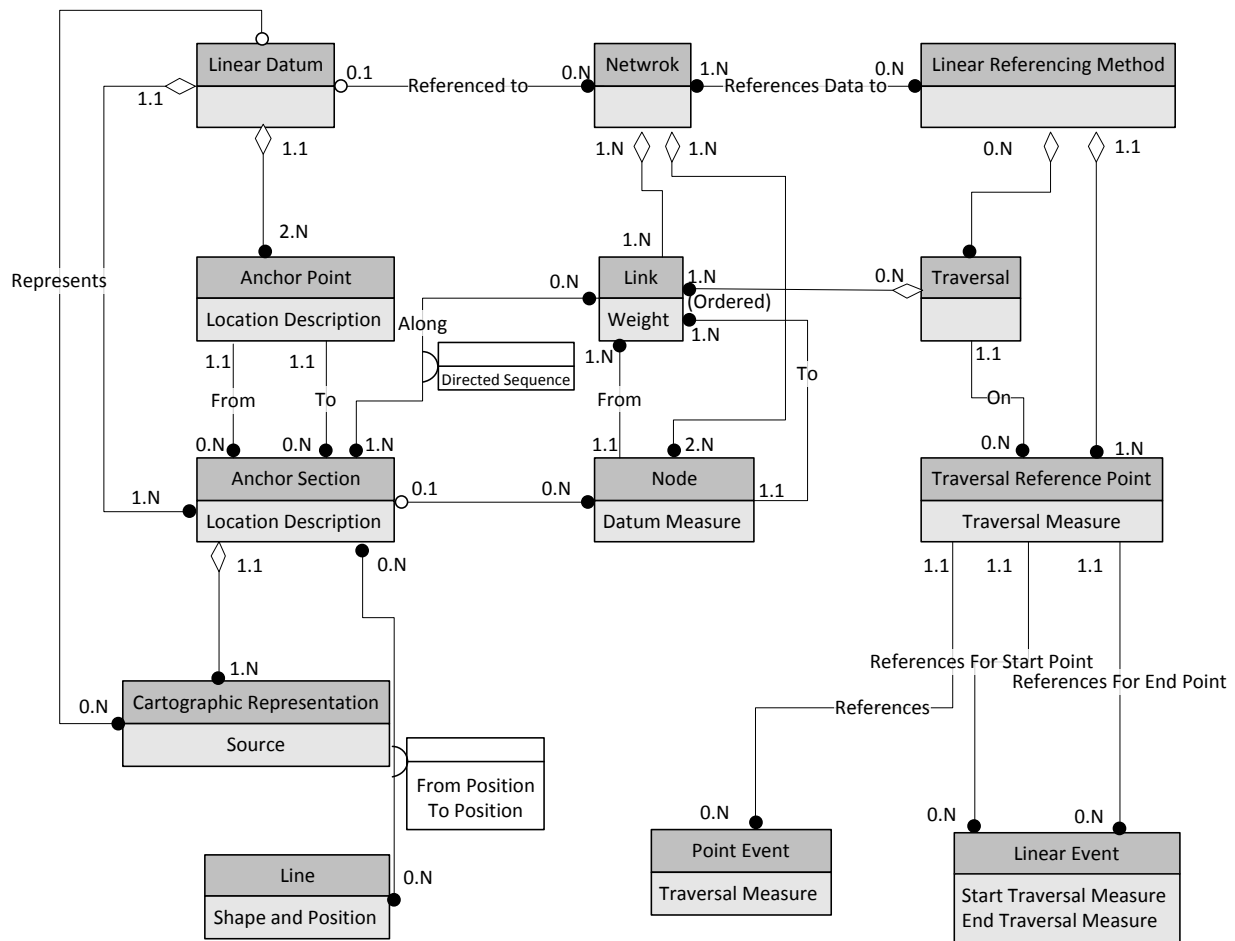 Linear Datum
0.1
Referenced to
0.N
Netwrok
1.N
References Data to
0.N
Linear Referencing Method
1.1
1.1
1.N
1.N
0.N
1.1
2.N
1.N
Represents
Anchor Point
Location Description
0.N
Along
Link
Weight
1.N
(Ordered)
1.N
0.N
Traversal
1.1
1.1
From
To
Directed Sequence
1.N
From
To
1.1
On
0.N
0.N
1.N
1.1
2.N
0.N
1.N
1.N
Anchor Section
Location Description
0.1
0.N
Node
Datum Measure
1.1
Traversal Reference Point
Traversal Measure
1.1
0.N
1.1
1.1
1.1
References For Start Point
References For End Point
References
1.N
0.N
Cartographic Representation
Source
From Position
To Position
0.N
0.N
0.N
Point Event
Traversal Measure
Linear Event
Start Traversal Measure
End Traversal Measure
Line
Shape and Position
0.N